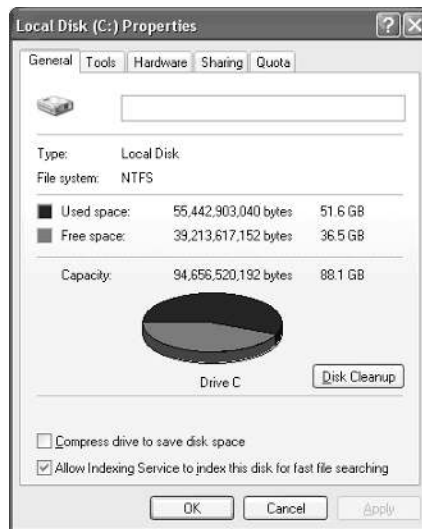 Local Disk (C:) Properties
General Tools Hardware Sharing Quota
Type: Local Disk
File system: NTFS
Used space: 55,442,903,040 bytes 51.6 GB
Free space: 39,213,617,152 bytes 36.5 GB
Capacity: 94,656,520,192 bytes 88.1 GB
Drive C
Disk Cleanup
Compress drive to save disk space
Allow Indexing Service to index this disk for fast file searching
OK Cancel Apply